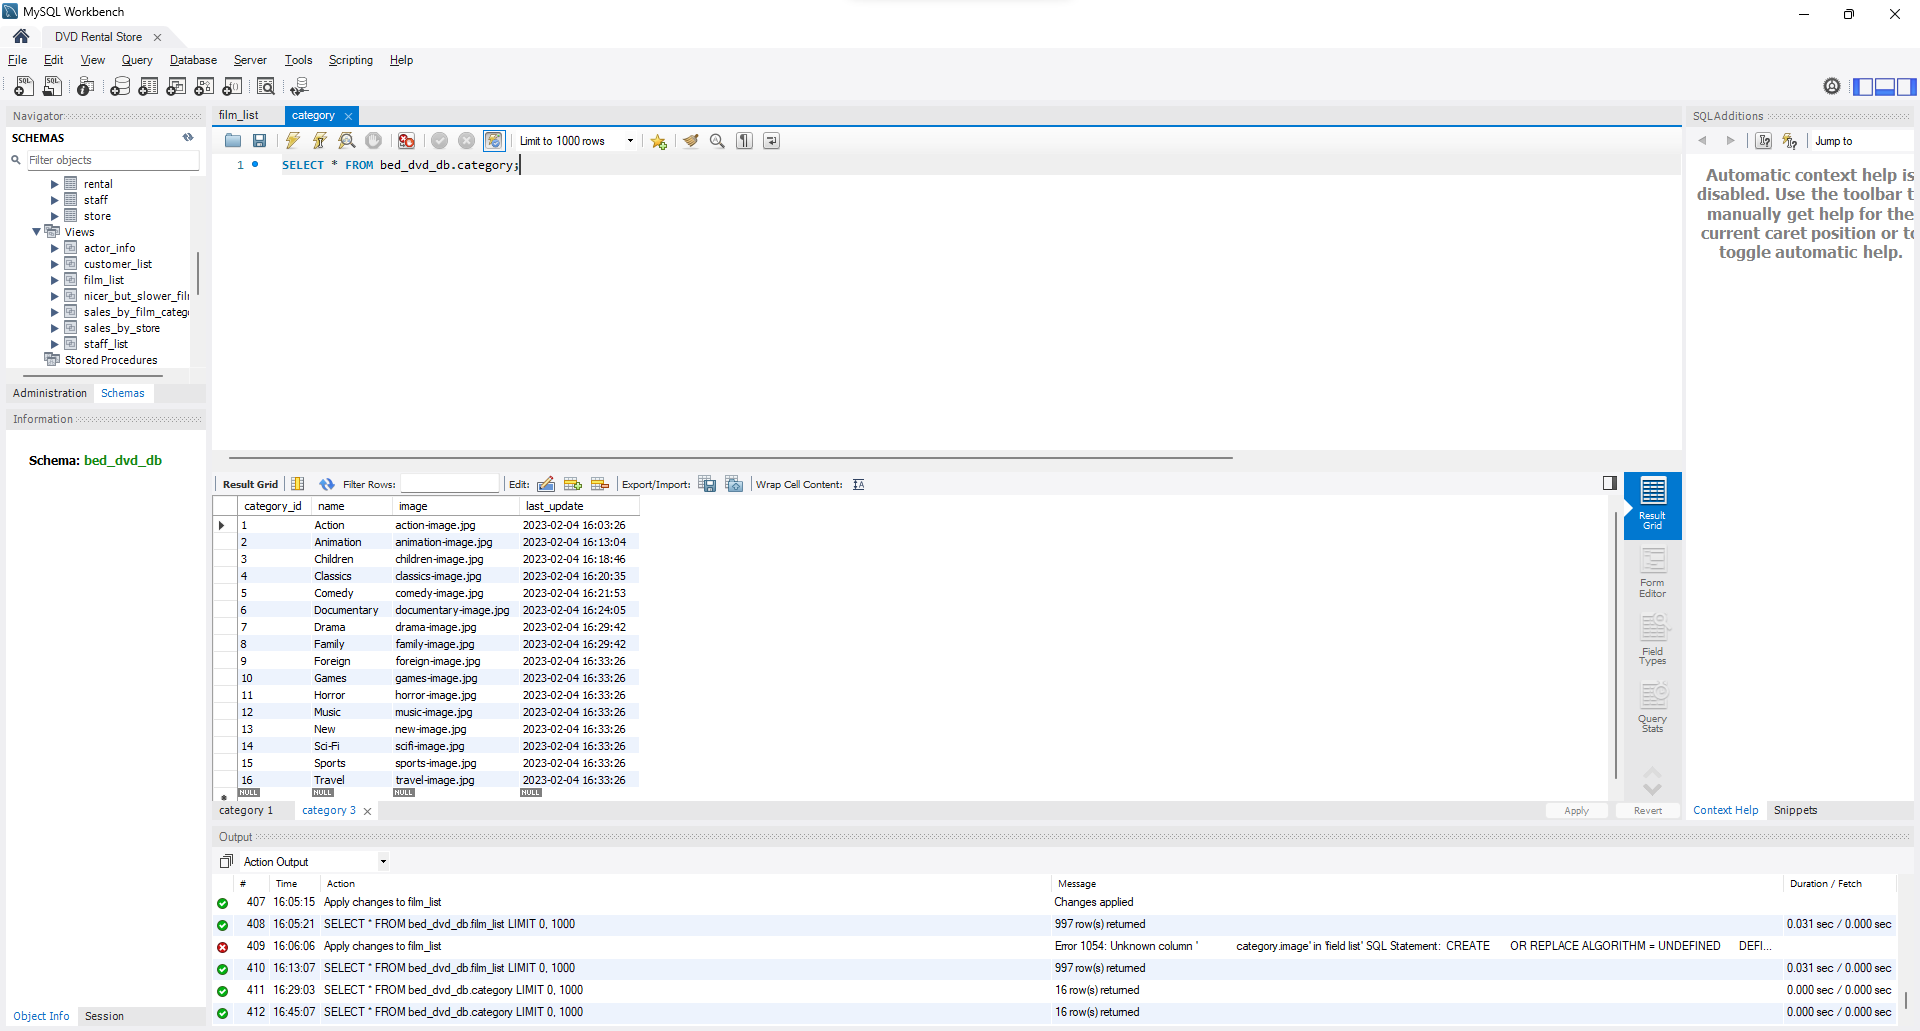 MySQL Workbench
DVD Rental Store
File Edit View Query Database Server Tools Scripting Help
Navigator
SCHEMAS
Filter objects
rental
staff
store
Views
actor_info
customer_list
film_list
nicer_but_slower_fil
sales_by_film_categ
sales_by_store
staff_list
Stored Procedures
Administration Schemas
Information
Schema: bed_dvd_db
Object Info Session
film_list category
Limit to 1000 rows
1 SELECT * FROM bed_dvd_db.category;
Result Grid Filter Rows: Edit: Export/Import: Wrap Cell Content:
category_id name image last_update
1 Action action-image.jpg 2023-02-04 16:03:26
2 Animation animation-image.jpg 2023-02-04 16:13:04
3 Children children-image.jpg 2023-02-04 16:18:46
4 Classics classics-image.jpg 2023-02-04 16:20:35
5 Comedy comedy-image.jpg 2023-02-04 16:21:53
6 Documentary documentary-image.jpg 2023-02-04 16:24:05
7 Drama drama-image.jpg 2023-02-04 16:29:42
8 Family family-image.jpg 2023-02-04 16:29:42
9 Foreign foreign-image.jpg 2023-02-04 16:33:26
10 Games games-image.jpg 2023-02-04 16:33:26
11 Horror horror-image.jpg 2023-02-04 16:33:26
12 Music music-image.jpg 2023-02-04 16:33:26
13 New new-image.jpg 2023-02-04 16:33:26
14 Sci-Fi scifi-image.jpg 2023-02-04 16:33:26
15 Sports sports-image.jpg 2023-02-04 16:33:26
16 Travel travel-image.jpg 2023-02-04 16:33:26
NULL NULL NULL NULL
category 1 category 3
Apply Revert
Result
Grid
Form
Editor
Field
Types
Query
Stats
SQLAdditions
Jump to
Automatic context help is
disabled. Use the toolbar t
manually get help for the
current caret position or to
toggle automatic help.
Context Help Snippets
Output
Action Output
# Time Action Message Duration / Fetch
407 16:05:15 Apply changes to film_list Changes applied
408 16:05:21 SELECT * FROM bed_dvd_db.film_list LIMIT 0, 1000 997 row(s) returned 0.031 sec / 0.000 sec
409 16:06:06 Apply changes to film_list Error 1054: Unknown column ' category.image' in 'field list' SQL Statement: CREATE OR REPLACE ALGORITHM = UNDEFINED DEFI...
410 16:13:07 SELECT * FROM bed_dvd_db.film_list LIMIT 0, 1000 997 row(s) returned 0.031 sec / 0.000 sec
411 16:29:03 SELECT * FROM bed_dvd_db.category LIMIT 0, 1000 16 row(s) returned 0.000 sec / 0.000 sec
412 16:45:07 SELECT * FROM bed_dvd_db.category LIMIT 0, 1000 16 row(s) returned 0.000 sec / 0.000 sec